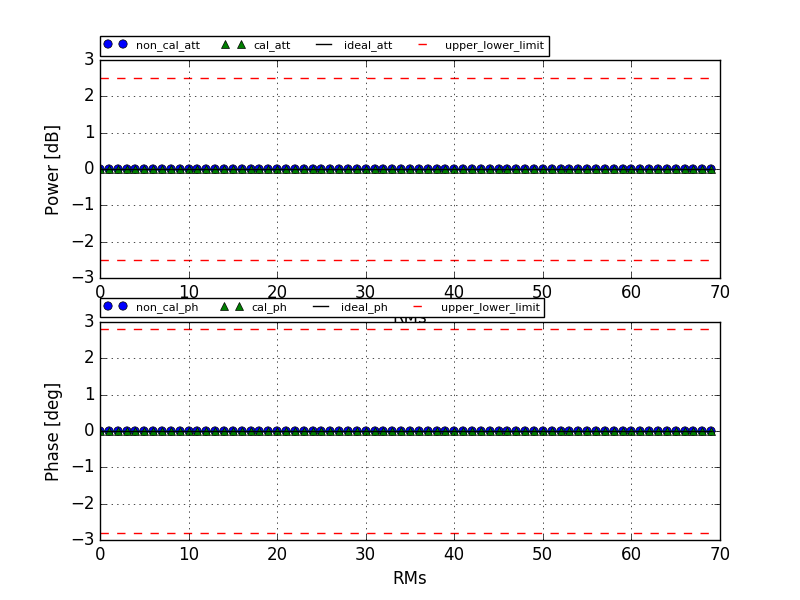 non_cal_att cal_att ideal_att upper_lower_limit
3
2
1
0
−1
−2
−3
Power [dB]
0 10 20 30 40 50 60 70
RMs
non_cal_ph cal_ph ideal_ph upper_lower_limit
3
2
1
0
−1
−2
−3
Phase [deg]
0 10 20 30 40 50 60 70
RMs